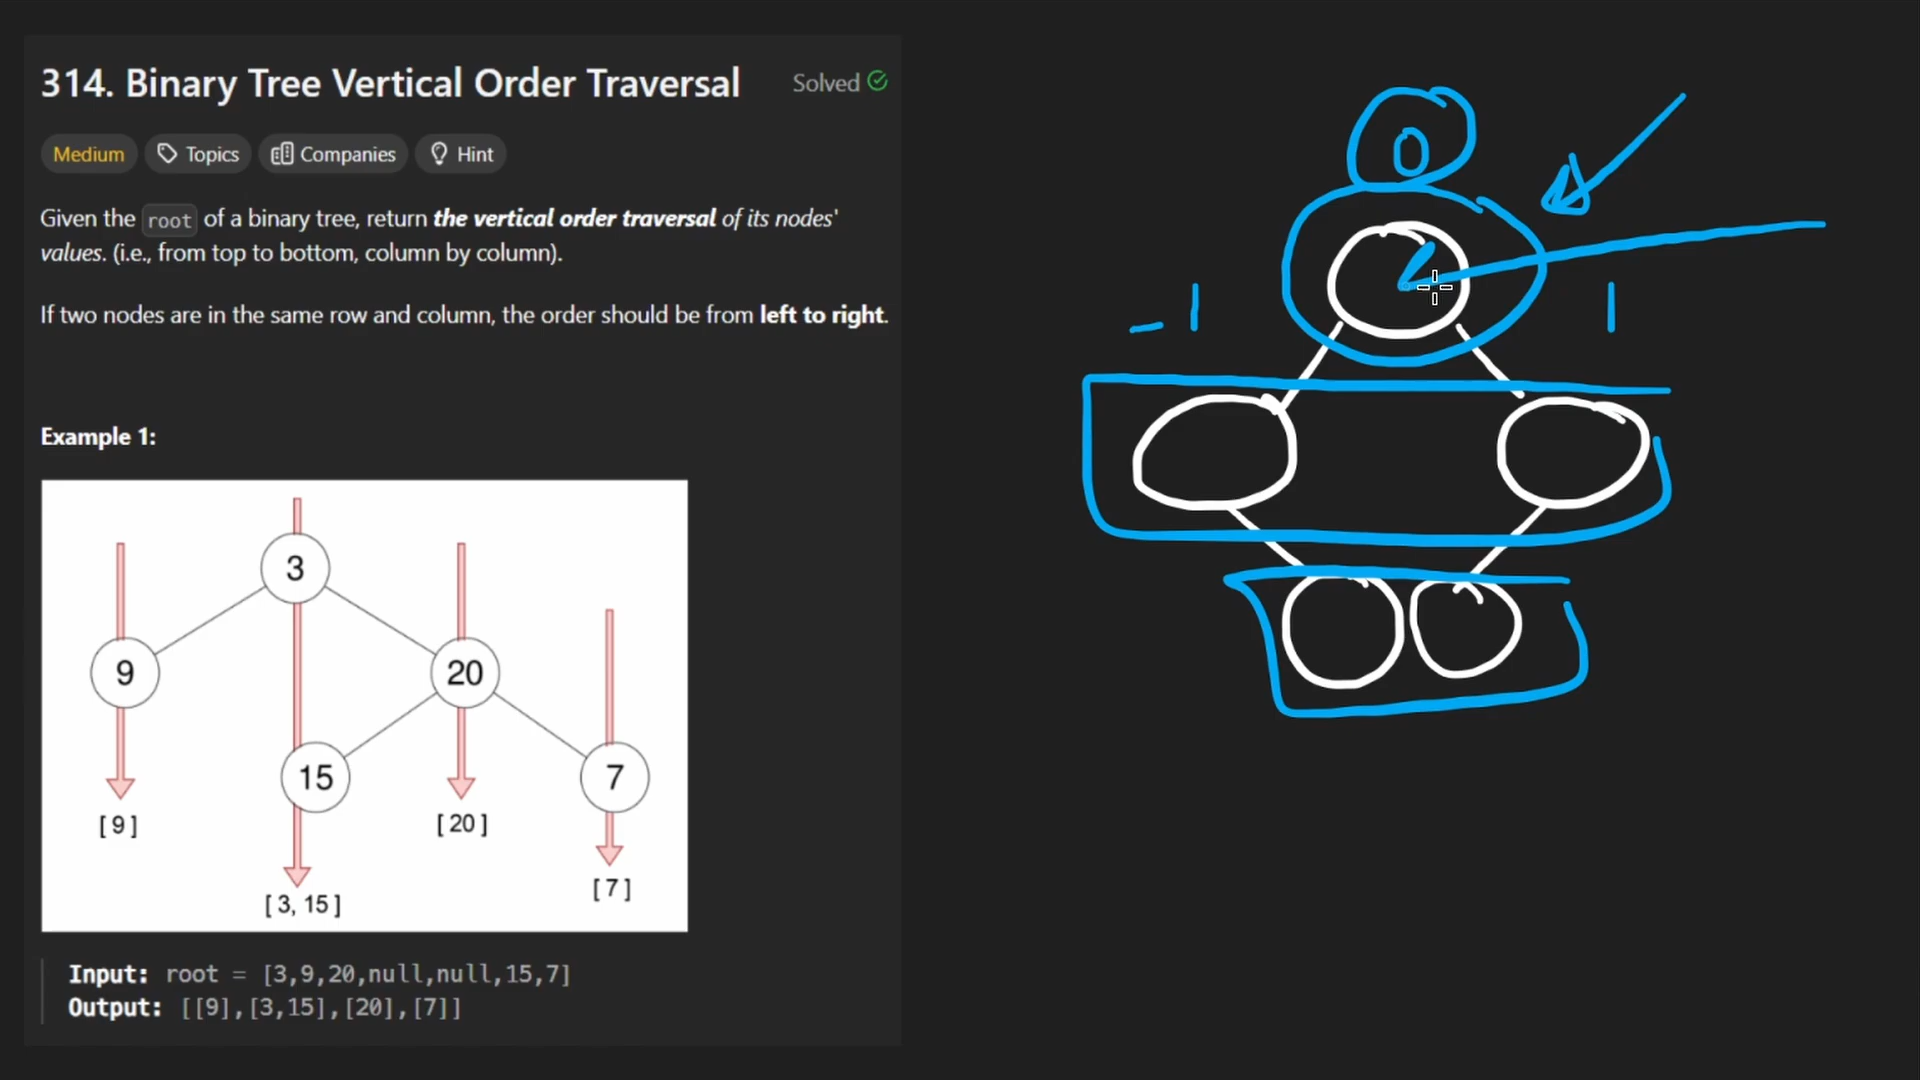 314. Binary Tree Vertical Order Traversal
Solved
Medium
Topics
Companies
Hint
Given the root of a binary tree, return the vertical order traversal of its nodes'
values. (i.e., from top to bottom, column by column).
If two nodes are in the same row and column, the order should be from left to right.
Example 1:
3
9
20
15
7
[ 9 ]
[ 20 ]
[ 7 ]
[ 3, 15 ]
Input: root = [3,9,20,null,null,15,7]
Output: [[9],[3,15],[20],[7]]
0
-1
1